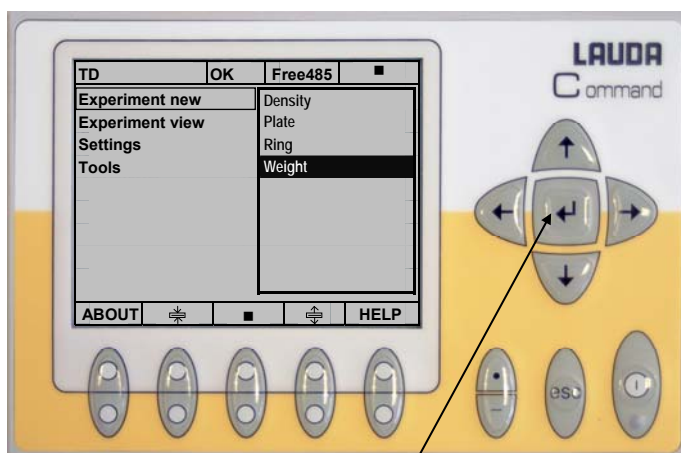 LAUDA
Command
TD OK Free485 ■
Experiment new
Experiment view
Settings
Tools
Density
Plate
Ring
Weight
ABOUT ■ HELP
esc